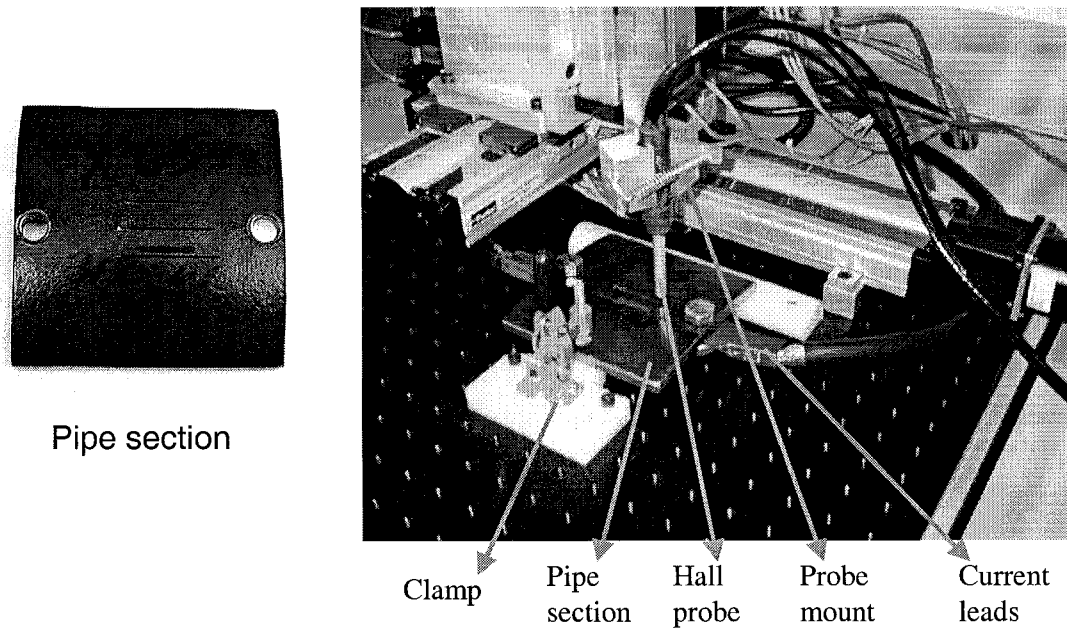 Pipe section
Clamp
Pipe
section
Hall
probe
Probe
mount
Current
leads